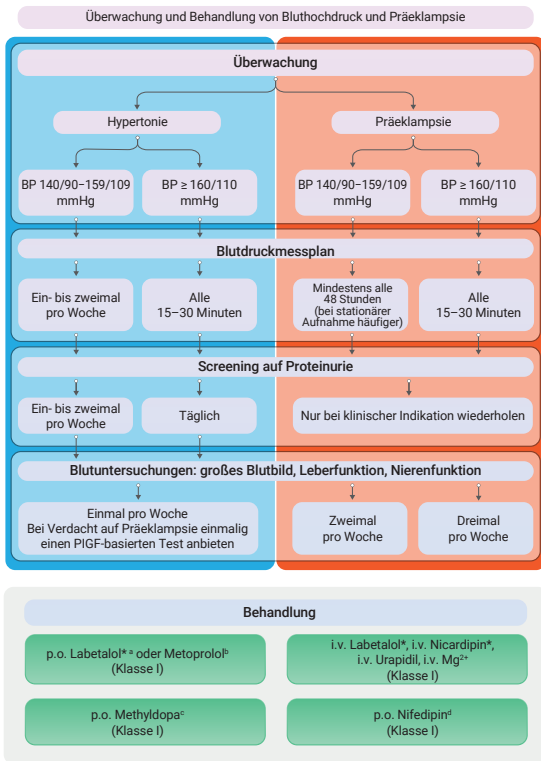 Überwachung und Behandlung von Bluthochdruck und Präeklampsie
Überwachung
Hypertonie
Präeklampsie
BP 140/90–159/109
mmHg
BP ≥ 160/110
mmHg
BP 140/90–159/109
mmHg
BP ≥ 160/110
mmHg
Blutdruckmessplan
Ein- bis zweimal
pro Woche
Alle
15–30 Minuten
Mindestens alle
48 Stunden
(bei stationärer
Aufnahme häufiger)
Alle
15–30 Minuten
Screening auf Proteinurie
Ein- bis zweimal
pro Woche
Täglich
Nur bei klinischer Indikation wiederholen
Blutuntersuchungen: großes Blutbild, Leberfunktion, Nierenfunktion
Einmal pro Woche
Bei Verdacht auf Präeklampsie einmalig
einen PlGF-basierten Test anbieten
Zweimal
pro Woche
Dreimal
pro Woche
Behandlung
p.o. Labetalol*ᵃ oder Metoprololᵇ
(Klasse I)
i.v. Labetalol*, i.v. Nicardipin*,
i.v. Urapidil, i.v. Mg²⁺
(Klasse I)
p.o. Methyldopaᶜ
(Klasse I)
p.o. Nifedipinᵈ
(Klasse I)